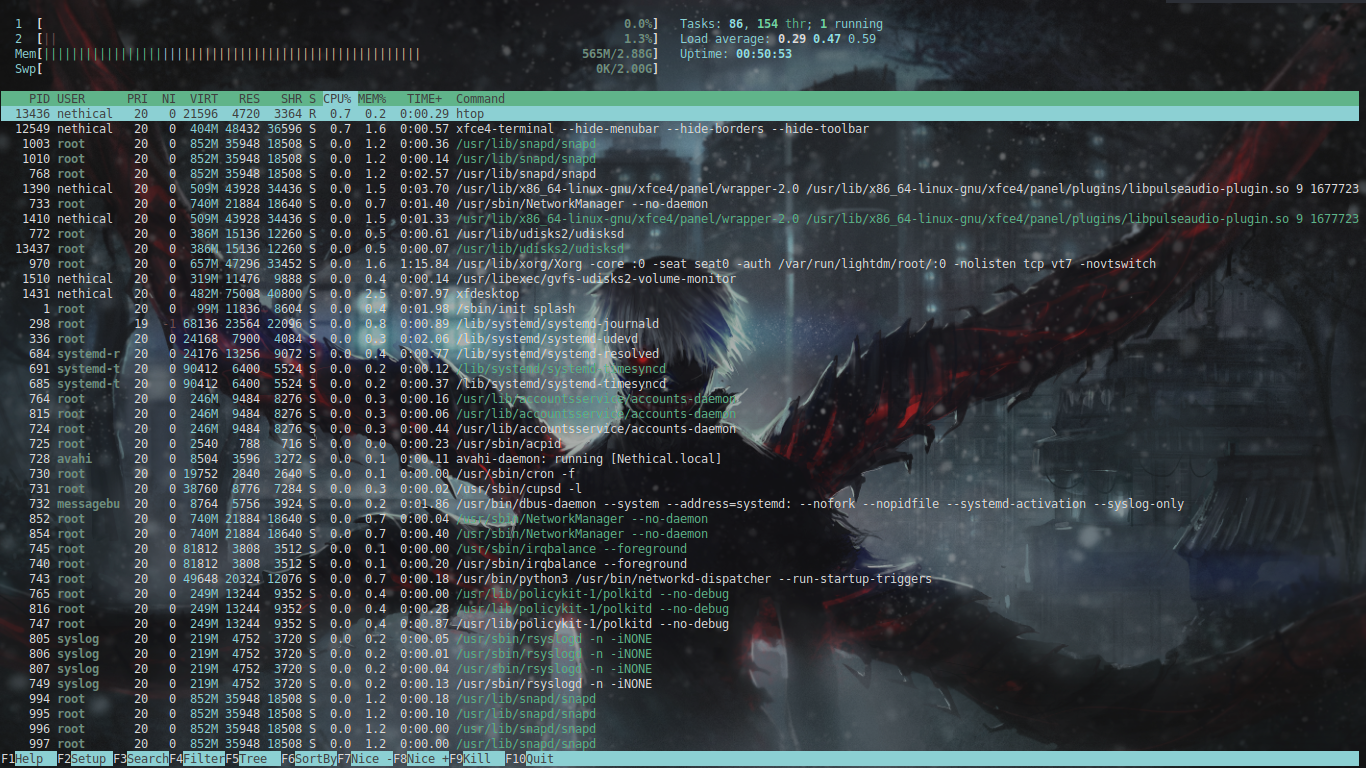 1 [ 0.0%] Tasks: 86, 154 thr; 1 running
2 [|| 1.3%] Load average: 0.29 0.47 0.59
Mem[||||||||||||||||||||||||||||||||||||||||||||||||||||||| 565M/2.88G] Uptime: 00:50:53
Swp[ 0K/2.00G]
PID USER PRI NI VIRT RES SHR S CPU% MEM% TIME+ Command
13436 nethical 20 0 21596 4720 3364 R 0.7 0.2 0:00.29 htop
12549 nethical 20 0 404M 48432 36596 S 0.7 1.6 0:00.57 xfce4-terminal --hide-menubar --hide-borders --hide-toolbar
1003 root 20 0 852M 35948 18508 S 0.0 1.2 0:00.36 /usr/lib/snapd/snapd
1010 root 20 0 852M 35948 18508 S 0.0 1.2 0:00.14 /usr/lib/snapd/snapd
768 root 20 0 852M 35948 18508 S 0.0 1.2 0:02.57 /usr/lib/snapd/snapd
1390 nethical 20 0 509M 43928 34436 S 0.0 1.5 0:03.70 /usr/lib/x86_64-linux-gnu/xfce4/panel/wrapper-2.0 /usr/lib/x86_64-linux-gnu/xfce4/panel/plugins/libpulseaudio-plugin.so 9 1677723
733 root 20 0 740M 21884 18640 S 0.0 0.7 0:01.40 /usr/sbin/NetworkManager --no-daemon
1410 nethical 20 0 509M 43928 34436 S 0.0 1.5 0:01.33 /usr/lib/x86_64-linux-gnu/xfce4/panel/wrapper-2.0 /usr/lib/x86_64-linux-gnu/xfce4/panel/plugins/libpulseaudio-plugin.so 9 1677723
772 root 20 0 386M 15136 12260 S 0.0 0.5 0:00.61 /usr/lib/udisks2/udisksd
13437 root 20 0 386M 15136 12260 S 0.0 0.5 0:00.07 /usr/lib/udisks2/udisksd
970 root 20 0 657M 47296 33452 S 0.0 1.6 1:15.84 /usr/lib/xorg/Xorg -core :0 -seat seat0 -auth /var/run/lightdm/root/:0 -nolisten tcp vt7 -novtswitch
1510 nethical 20 0 319M 11476 9888 S 0.0 0.4 0:00.14 /usr/libexec/gvfs-udisks2-volume-monitor
1431 nethical 20 0 482M 75008 40800 S 0.0 2.5 0:07.97 xfdesktop
1 root 20 0 99M 11836 8604 S 0.0 0.4 0:01.98 /sbin/init splash
298 root 19 -1 68136 23564 22096 S 0.0 0.8 0:00.89 /lib/systemd/systemd-journald
336 root 20 0 24168 7900 4084 S 0.0 0.3 0:02.06 /lib/systemd/systemd-udevd
684 systemd-r 20 0 24176 13256 9072 S 0.0 0.4 0:00.77 /lib/systemd/systemd-resolved
691 systemd-t 20 0 90412 6400 5524 S 0.0 0.2 0:00.12 /lib/systemd/systemd-timesyncd
685 systemd-t 20 0 90412 6400 5524 S 0.0 0.2 0:00.37 /lib/systemd/systemd-timesyncd
764 root 20 0 246M 9484 8276 S 0.0 0.3 0:00.16 /usr/lib/accountsservice/accounts-daemon
815 root 20 0 246M 9484 8276 S 0.0 0.3 0:00.06 /usr/lib/accountsservice/accounts-daemon
724 root 20 0 246M 9484 8276 S 0.0 0.3 0:00.44 /usr/lib/accountsservice/accounts-daemon
725 root 20 0 2540 788 716 S 0.0 0.0 0:00.23 /usr/sbin/acpid
728 avahi 20 0 8504 3596 3272 S 0.0 0.1 0:00.11 avahi-daemon: running [Nethical.local]
730 root 20 0 19752 2840 2640 S 0.0 0.1 0:00.00 /usr/sbin/cron -f
731 root 20 0 38760 8776 7284 S 0.0 0.3 0:00.02 /usr/sbin/cupsd -l
732 messagebu 20 0 8764 5756 3924 S 0.0 0.2 0:01.86 /usr/bin/dbus-daemon --system --address=systemd: --nofork --nopidfile --systemd-activation --syslog-only
852 root 20 0 740M 21884 18640 S 0.0 0.7 0:00.04 /usr/sbin/NetworkManager --no-daemon
854 root 20 0 740M 21884 18640 S 0.0 0.7 0:00.40 /usr/sbin/NetworkManager --no-daemon
745 root 20 0 81812 3808 3512 S 0.0 0.1 0:00.00 /usr/sbin/irqbalance --foreground
740 root 20 0 81812 3808 3512 S 0.0 0.1 0:00.20 /usr/sbin/irqbalance --foreground
743 root 20 0 49648 20324 12076 S 0.0 0.7 0:00.18 /usr/bin/python3 /usr/bin/networkd-dispatcher --run-startup-triggers
765 root 20 0 249M 13244 9352 S 0.0 0.4 0:00.00 /usr/lib/policykit-1/polkitd --no-debug
816 root 20 0 249M 13244 9352 S 0.0 0.4 0:00.28 /usr/lib/policykit-1/polkitd --no-debug
747 root 20 0 249M 13244 9352 S 0.0 0.4 0:00.87 /usr/lib/policykit-1/polkitd --no-debug
805 syslog 20 0 219M 4752 3720 S 0.0 0.2 0:00.05 /usr/sbin/rsyslogd -n -iNONE
806 syslog 20 0 219M 4752 3720 S 0.0 0.2 0:00.01 /usr/sbin/rsyslogd -n -iNONE
807 syslog 20 0 219M 4752 3720 S 0.0 0.2 0:00.04 /usr/sbin/rsyslogd -n -iNONE
749 syslog 20 0 219M 4752 3720 S 0.0 0.2 0:00.13 /usr/sbin/rsyslogd -n -iNONE
994 root 20 0 852M 35948 18508 S 0.0 1.2 0:00.18 /usr/lib/snapd/snapd
995 root 20 0 852M 35948 18508 S 0.0 1.2 0:00.10 /usr/lib/snapd/snapd
996 root 20 0 852M 35948 18508 S 0.0 1.2 0:00.00 /usr/lib/snapd/snapd
997 root 20 0 852M 35948 18508 S 0.0 1.2 0:00.00 /usr/lib/snapd/snapd
F1Help F2Setup F3SearchF4FilterF5Tree F6SortByF7Nice -F8Nice +F9Kill F10Quit